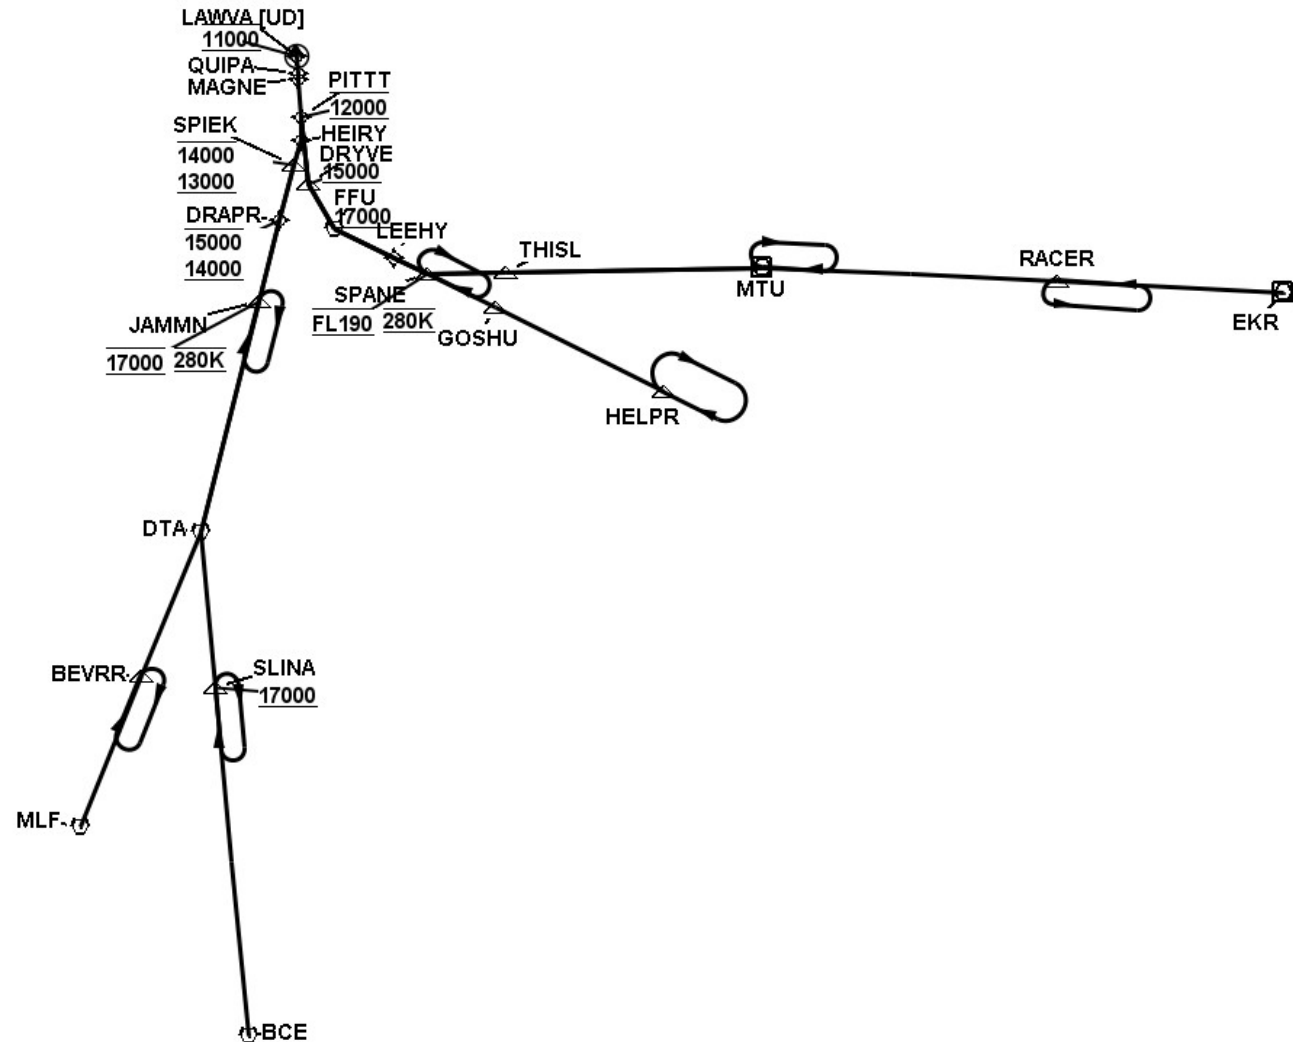 LAWVA [UD]
11000
QUIPA
MAGNE
PITTT
12000
SPIEK
14000
13000
HEIRY
DRYVE
15000
FFU
17000
DRAPR
15000
14000
LEEHY
THISL
SPANE
FL190 280K
GOSHU
MTU
RACER
EKR
JAMMN
17000 280K
HELPR
DTA
BEVRR
SLINA
17000
MLF
BCE